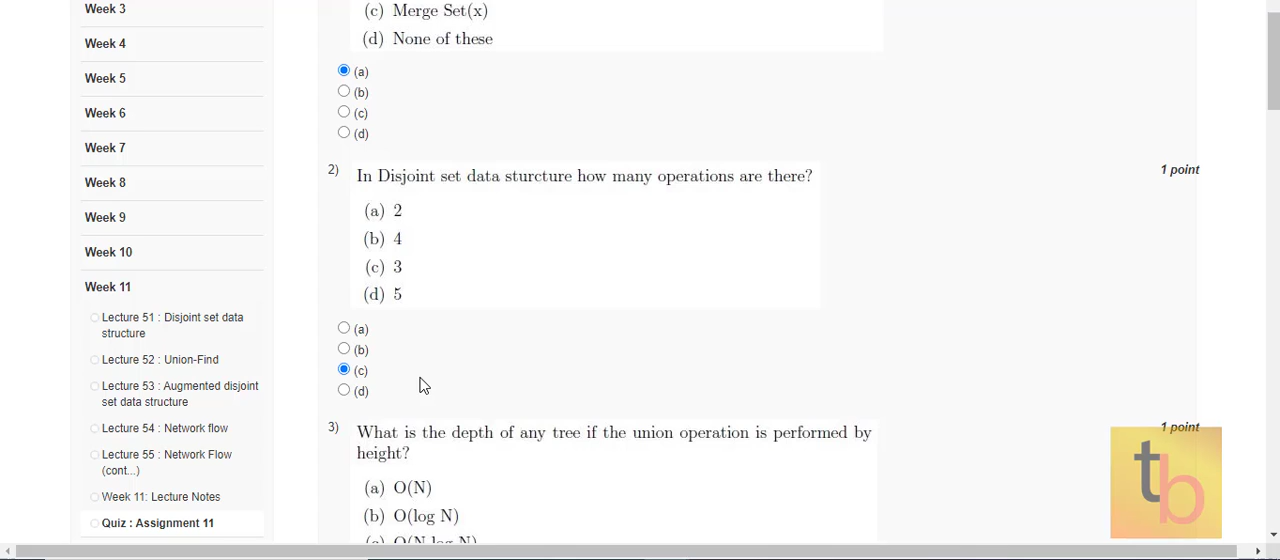 Week 3
Week 4
Week 5
Week 6
Week 7
Week 8
Week 9
Week 10
Week 11
Lecture 51 : Disjoint set data
structure
Lecture 52 : Union-Find
Lecture 53 : Augmented disjoint
set data structure
Lecture 54 : Network flow
Lecture 55 : Network Flow
(cont...)
Week 11: Lecture Notes
Quiz : Assignment 11
(c) Merge Set(x)
(d) None of these
(a)
(b)
(c)
(d)
2) In Disjoint set data sturcture how many operations are there? 1 point
(a) 2
(b) 4
(c) 3
(d) 5
(a)
(b)
(c)
(d)
3) What is the depth of any tree if the union operation is performed by 1 point
height?
(a) O(N)
(b) O(log N)
(c) O(N log N)
tb